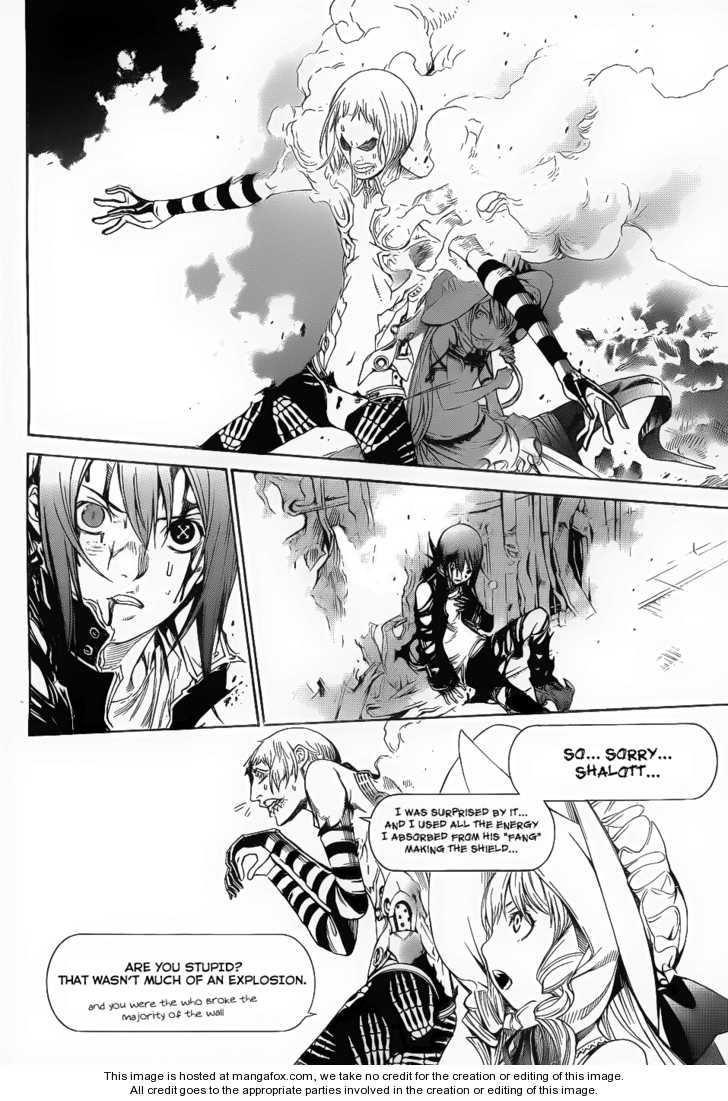 SO... SORRY...
SHALOTT...
I WAS SURPRISED BY IT...
AND I USED ALL THE ENERGY
I ABSORBED FROM HIS "FANG"
MAKING THE SHIELD...
ARE YOU STUPID?
THAT WASN'T MUCH OF AN EXPLOSION.
and you were the who broke the
majority of the wall
This image is hosted at mangafox.com, we take no credit for the creation or editing of this image.
All credit goes to the appropriate parties involved in the creation or editing of this image.